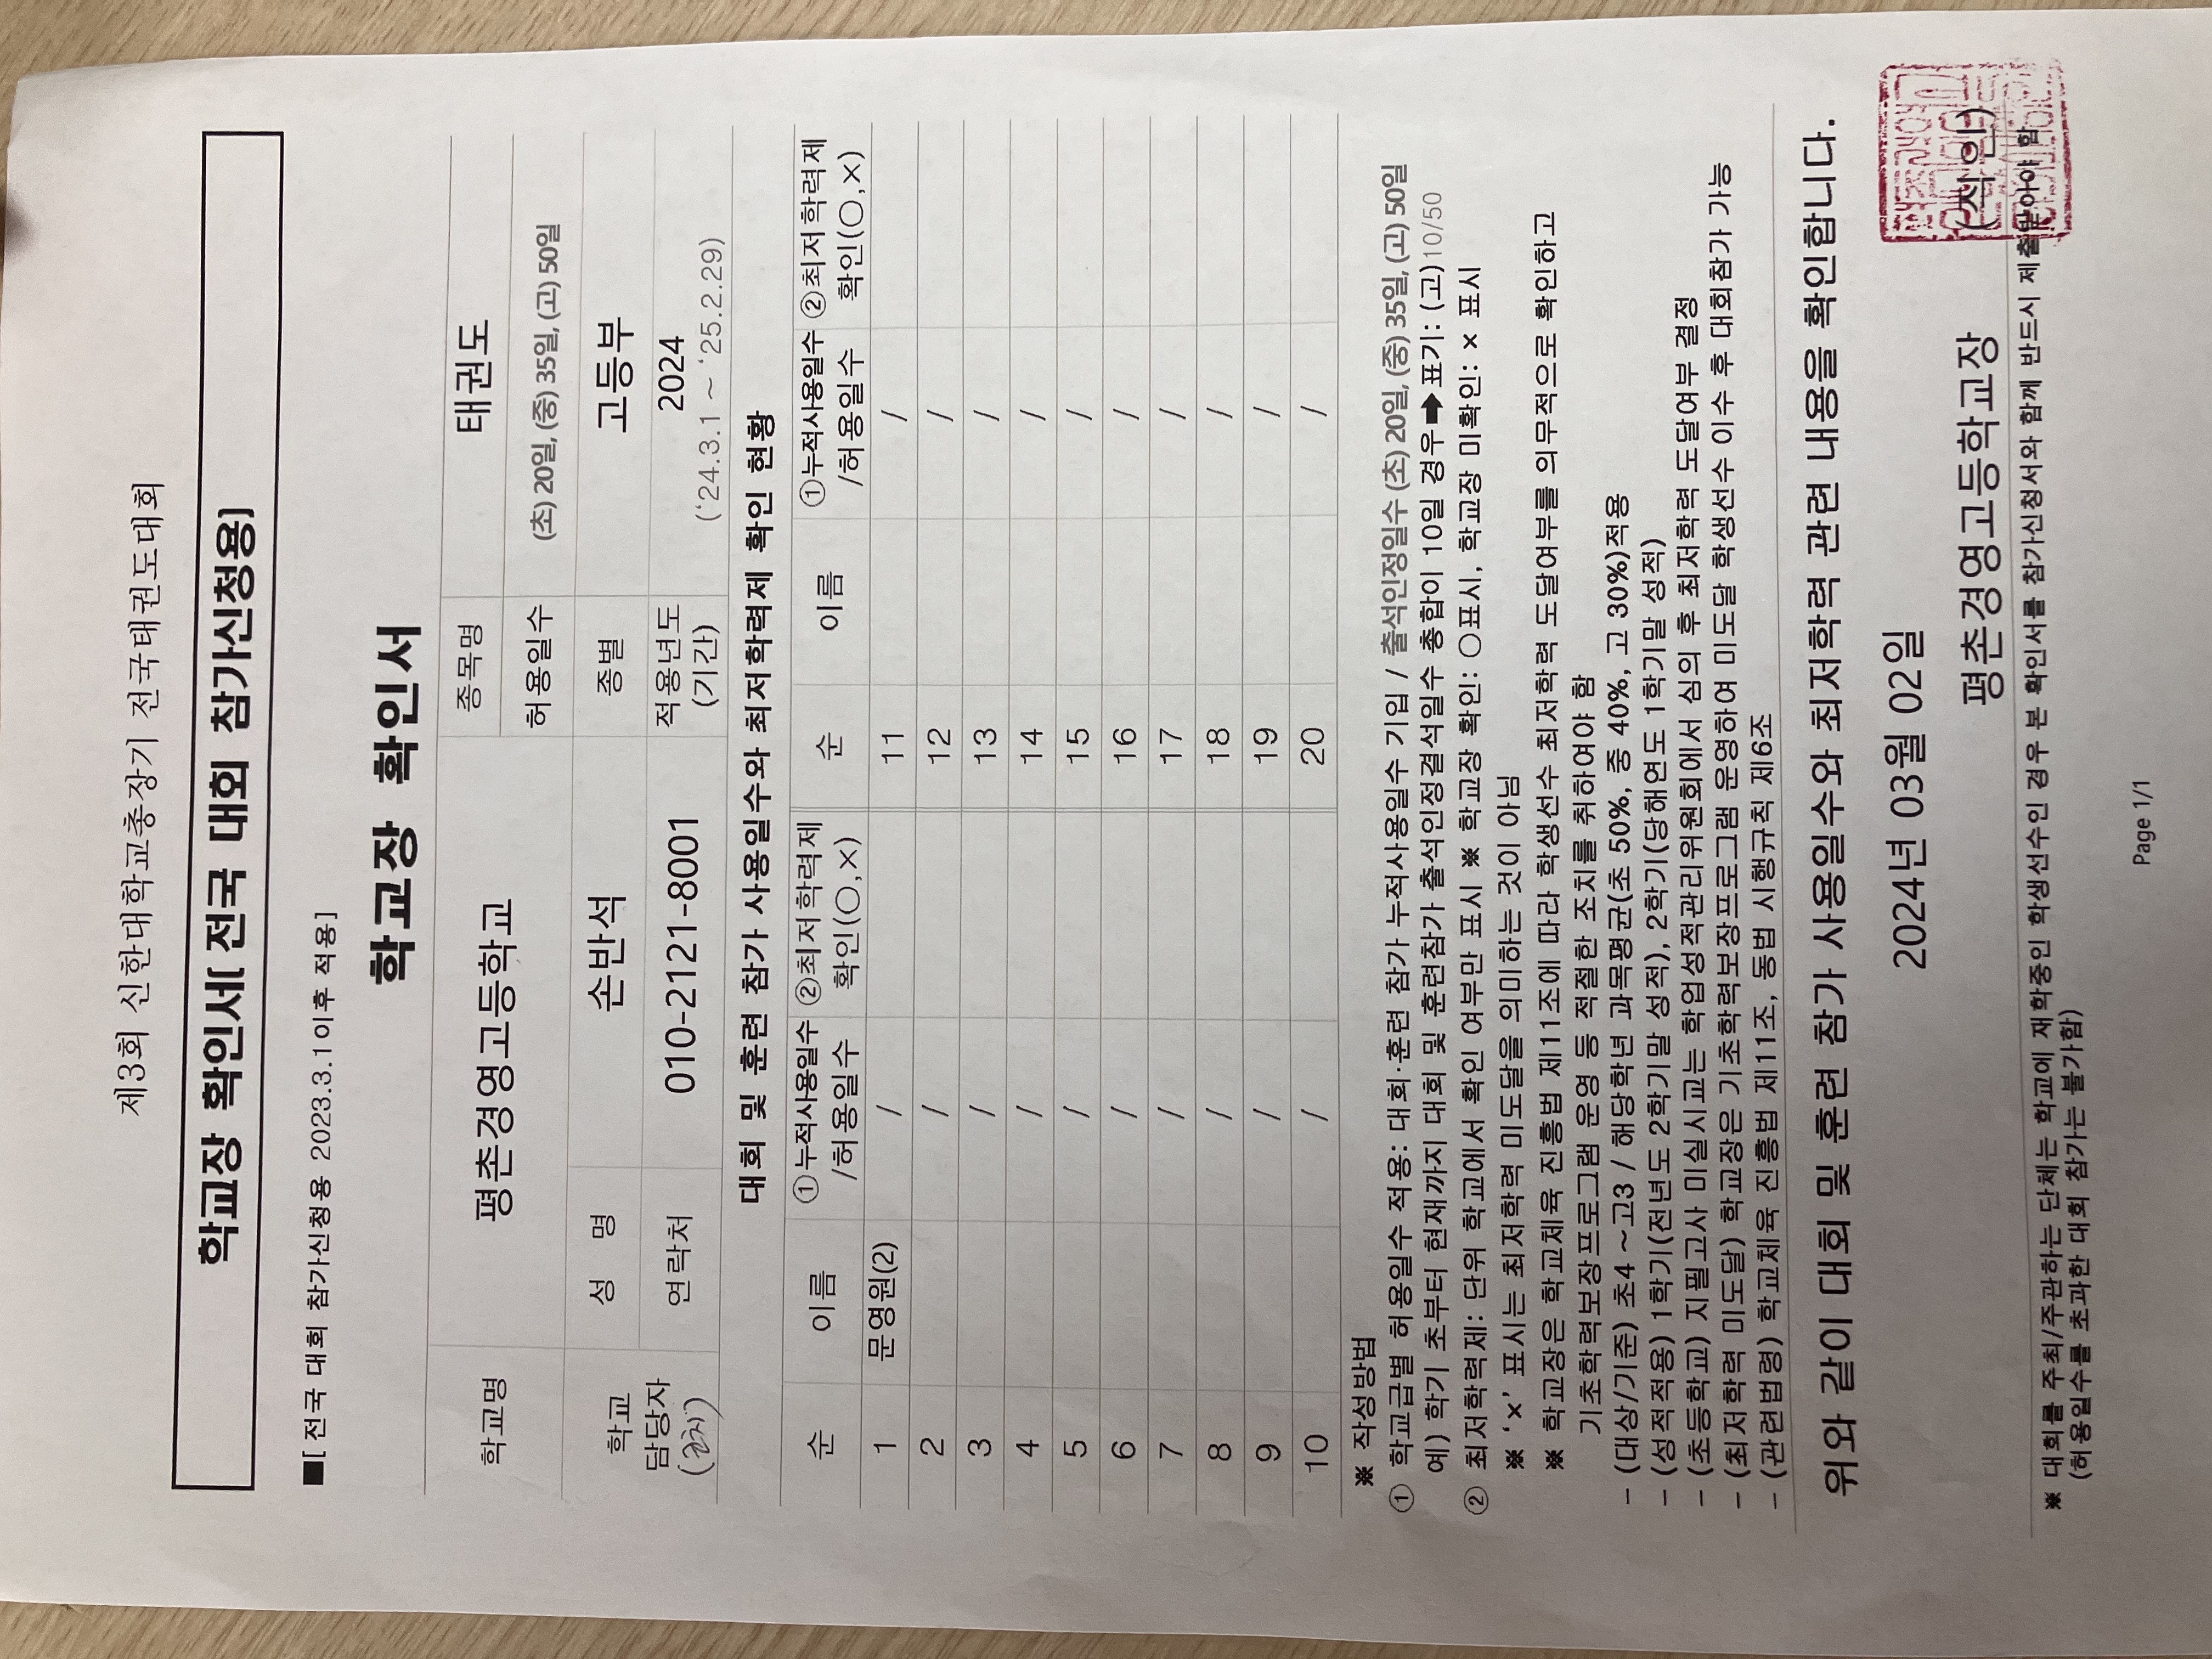 제3회 신한대학교총장기 전국태권도대회
학교장 확인서[ 전국 대회 참가신청용]
■[ 전국 대회 참가신청용 2023.3.1이후 적용]
학교장 확인서
학교명 평촌경영고등학교 종목명 태권도
허용일수 (초) 20일, (중) 35일, (고) 50일
학교 담당자 성 명 손반석 종별 고등부
연락처 010-2121-8001 적용년도 (기간) 2024
('24.3.1 ~ '25.2.29)
대회 및 훈련 참가 사용일수와 최저학력제 확인 현황
순 이름 ①누적사용일수 /허용일수 ②최저학력제 확인(○,×) 순 이름 ①누적사용일수 /허용일수 ②최저학력제 확인(○,×)
1 문영원(2) / 11 /
2 / 12 /
3 / 13 /
4 / 14 /
5 / 15 /
6 / 16 /
7 / 17 /
8 / 18 /
9 / 19 /
10 / 20 /
※ 작성방법
① 학교급별 허용일수 적용: 대회·훈련 참가 누적사용일수 기입 / 출석인정일수 (초) 20일, (중) 35일, (고) 50일
예) 학기 초부터 현재까지 대회 및 훈련참가 출석인정결석일수 총합이 10일 경우➡표기: (고)10/50
② 최저학력제: 단위 학교에서 확인 여부만 표시 ※ 학교장 확인: ○표시, 학교장 미확인: × 표시
※ '×' 표시는 최저학력 미도달을 의미하는 것이 아님
※ 학교장은 학교체육 진흥법 제11조에 따라 학생선수 최저학력 도달여부를 의무적으로 확인하고
기초학력보장프로그램 운영 등 적절한 조치를 취하여야 함
- (대상/기준) 초4 ~ 고3 / 해당학년 과목평균(초 50%, 중 40%, 고 30%)적용
- (성적적용) 1학기(전년도 2학기말 성적), 2학기(당해연도 1학기말 성적)
- (초등학교) 지필고사 미실시교는 학업성적관리위원회에서 심의 후 최저학력 도달여부 결정
- (최저학력 미도달) 학교장은 기초학력보장프로그램 운영하여 미도달 학생선수 이수 후 대회참가 가능
- (관련법령) 학교체육 진흥법 제11조, 동법 시행규칙 제6조
위와 같이 대회 및 훈련 참가 사용일수와 최저학력 관련 내용을 확인합니다.
2024년 03월 02일
평촌경영고등학교장 (직인)
※ 대회를 주최/주관하는 단체는 학교에 재학중인 학생선수인 경우 본 확인서를 참가신청서와 함께 반드시 제출받아야 함
(허용일수를 초과한 대회 참가는 불가함)
Page 1/1